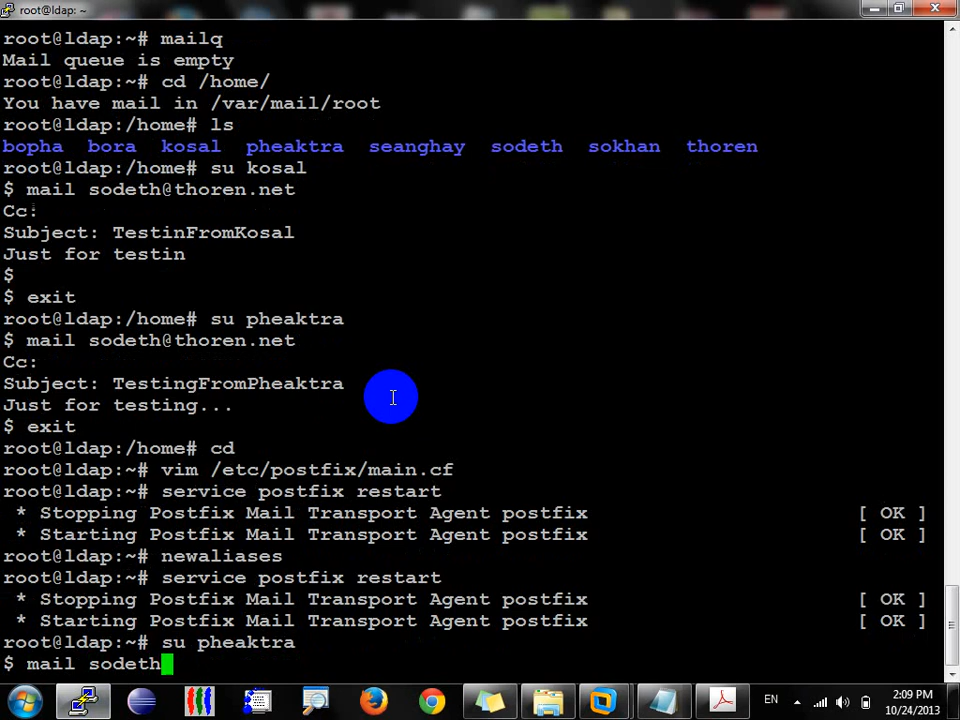 root@ldap:~
root@ldap:~# mailq
Mail queue is empty
root@ldap:~# cd /home/
You have mail in /var/mail/root
root@ldap:/home# ls
bopha bora kosal pheaktra seanghay sodeth sokhan thoren
root@ldap:/home# su kosal
$ mail sodeth@thoren.net
Cc:
Subject: TestinFromKosal
Just for testin
$
$ exit
root@ldap:/home# su pheaktra
$ mail sodeth@thoren.net
Cc:
Subject: TestingFromPheaktra
Just for testing...
$ exit
root@ldap:/home# cd
root@ldap:~# vim /etc/postfix/main.cf
root@ldap:~# service postfix restart
* Stopping Postfix Mail Transport Agent postfix [ OK ]
* Starting Postfix Mail Transport Agent postfix [ OK ]
root@ldap:~# newaliases
root@ldap:~# service postfix restart
* Stopping Postfix Mail Transport Agent postfix [ OK ]
* Starting Postfix Mail Transport Agent postfix [ OK ]
root@ldap:~# su pheaktra
$ mail sodeth
EN
2:09 PM
10/24/2013